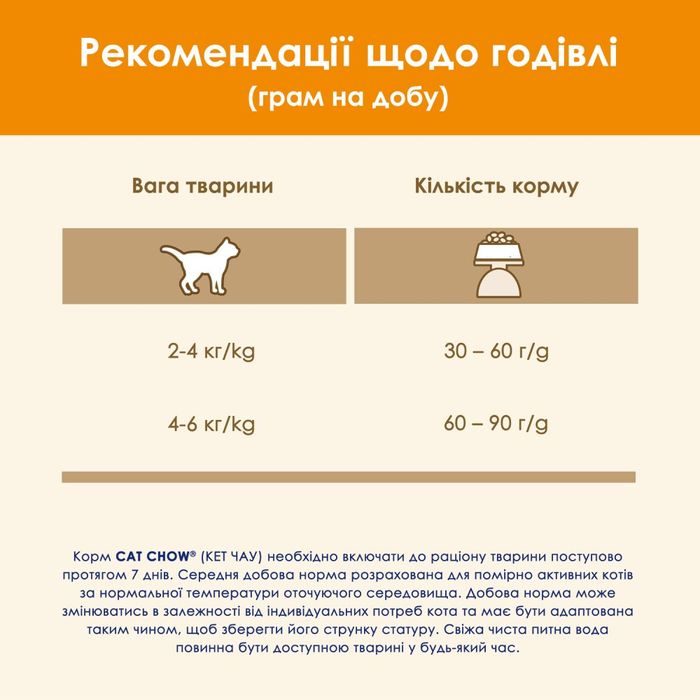 Рекомендації щодо годівлі
(грам на добу)
Вага тварини
Кількість корму
2-4 кг/kg
30 – 60 г/g
4-6 кг/kg
60 – 90 г/g
Корм CAT CHOW® (КЕТ ЧАУ) необхідно включати до раціону тварини поступово
протягом 7 днів. Середня добова норма розрахована для помірно активних котів
за нормальної температури оточуючого середовища. Добова норма може
змінюватись в залежності від індивідуальних потреб кота та має бути адаптована
таким чином, щоб зберегти його струнку статуру. Свіжа чиста питна вода
повинна бути доступною тварині у будь-який час.